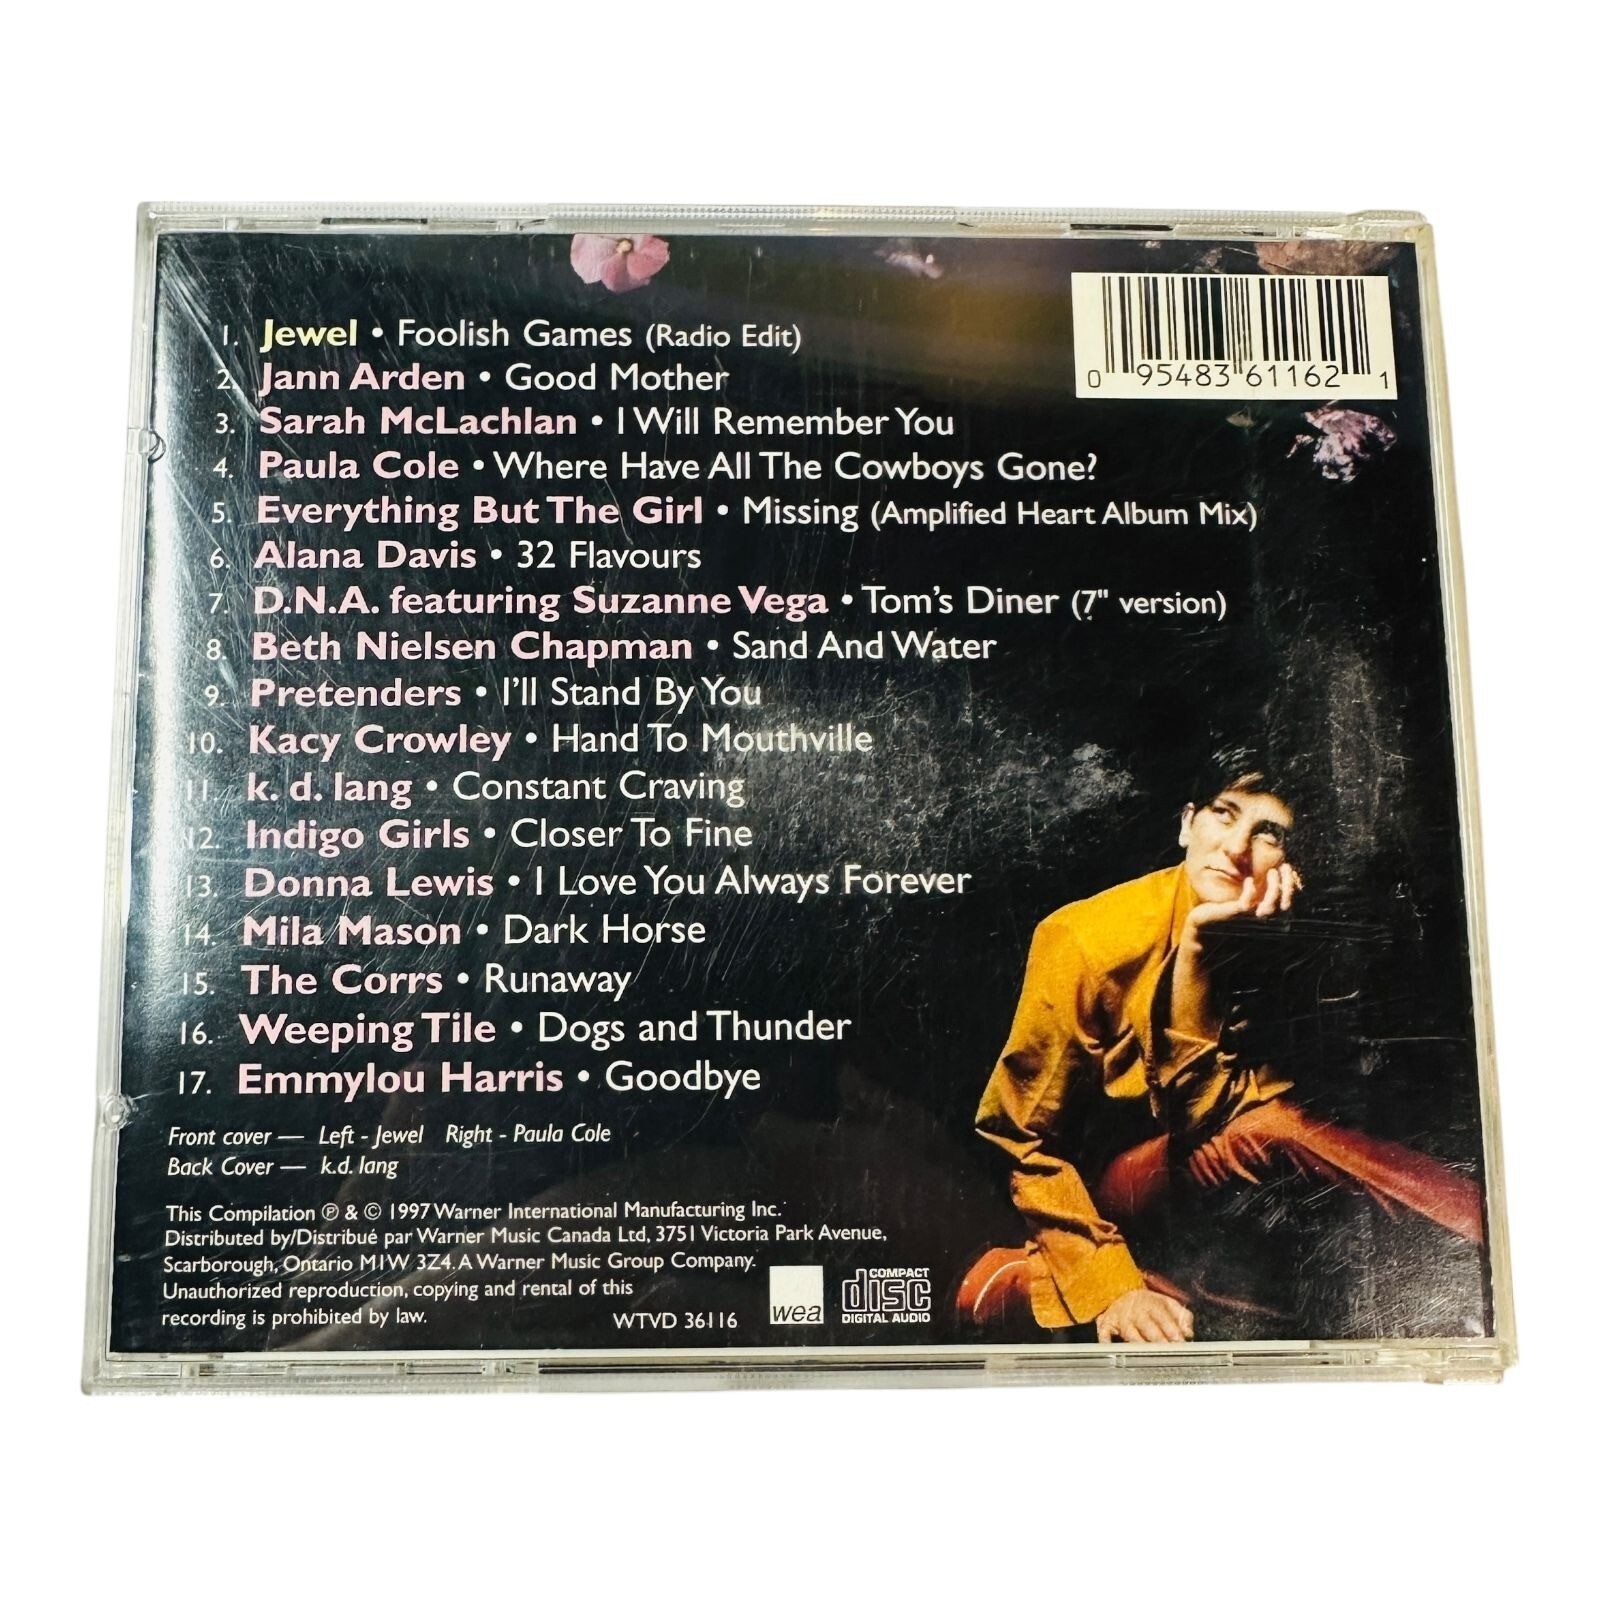 1. Jewel • Foolish Games (Radio Edit)
2. Jann Arden • Good Mother
3. Sarah McLachlan • I Will Remember You
4. Paula Cole • Where Have All The Cowboys Gone?
5. Everything But The Girl • Missing (Amplified Heart Album Mix)
6. Alana Davis • 32 Flavours
7. D.N.A. featuring Suzanne Vega • Tom's Diner (7" version)
8. Beth Nielsen Chapman • Sand And Water
9. Pretenders • I'll Stand By You
10. Kacy Crowley • Hand To Mouthville
11. k. d. lang • Constant Craving
12. Indigo Girls • Closer To Fine
13. Donna Lewis • I Love You Always Forever
14. Mila Mason • Dark Horse
15. The Corrs • Runaway
16. Weeping Tile • Dogs and Thunder
17. Emmylou Harris • Goodbye
0 95483 61162 1
Front cover — Left - Jewel Right - Paula Cole
Back Cover — k.d. lang
This Compilation ℗ & © 1997 Warner International Manufacturing Inc.
Distributed by/Distribué par Warner Music Canada Ltd, 3751 Victoria Park Avenue,
Scarborough, Ontario M1W 3Z4. A Warner Music Group Company.
Unauthorized reproduction, copying and rental of this
recording is prohibited by law.
WTVD 36116
wea
COMPACT
disc
DIGITAL AUDIO